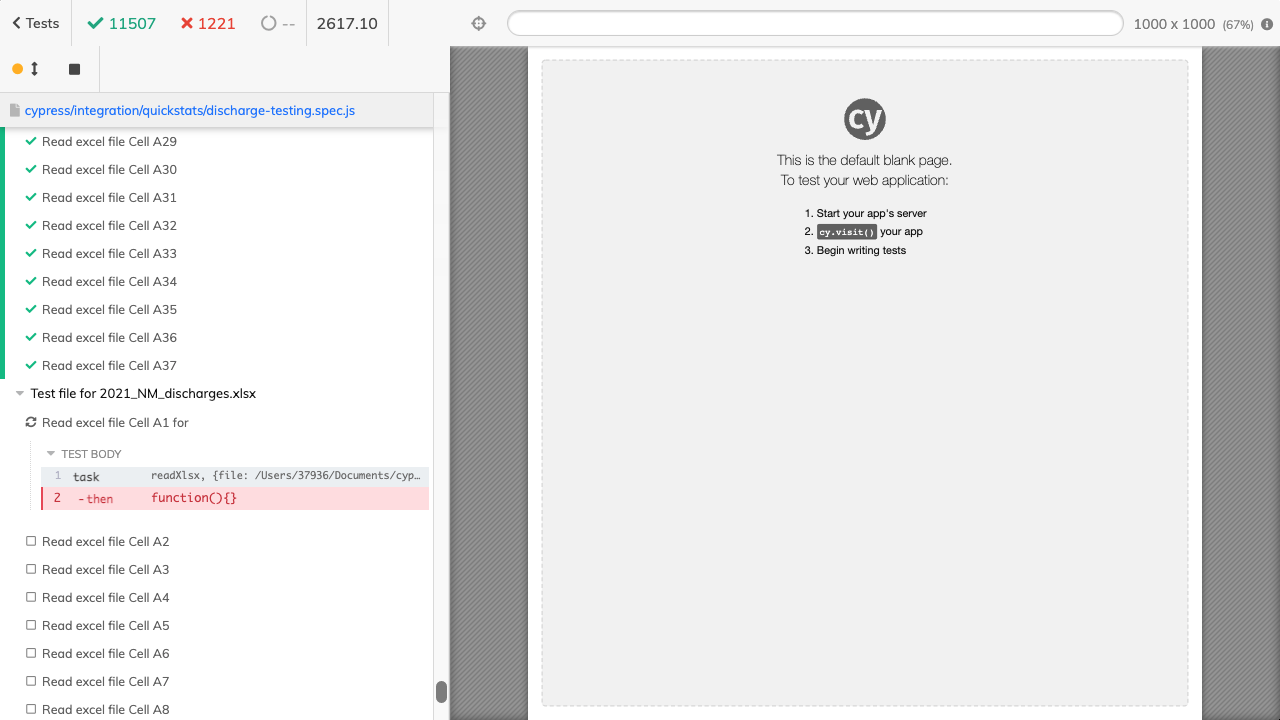 Tests
11507
1221
--
2617.10
1000 x 1000 (67%)
cypress/integration/quickstats/discharge-testing.spec.js
Read excel file Cell A29
Read excel file Cell A30
Read excel file Cell A31
Read excel file Cell A32
Read excel file Cell A33
Read excel file Cell A34
Read excel file Cell A35
Read excel file Cell A36
Read excel file Cell A37
Test file for 2021_NM_discharges.xlsx
Read excel file Cell A1 for
TEST BODY
1 task readXlsx, {file: /Users/37936/Documents/cyp…
2 -then function(){}
Read excel file Cell A2
Read excel file Cell A3
Read excel file Cell A4
Read excel file Cell A5
Read excel file Cell A6
Read excel file Cell A7
Read excel file Cell A8
cy
This is the default blank page.
To test your web application:
1. Start your app's server
2. cy.visit() your app
3. Begin writing tests